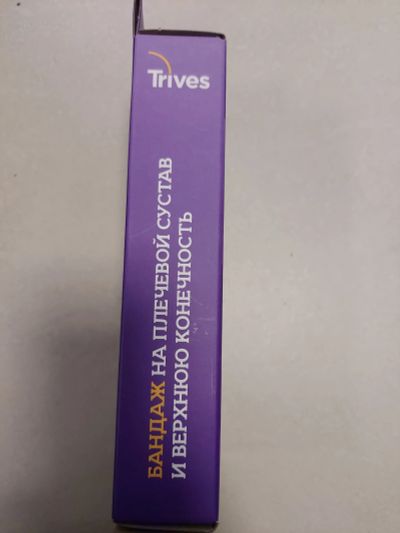 Trives
БАНДАЖ НА ПЛЕЧЕВОЙ СУСТАВ
И ВЕРХНЮЮ КОНЕЧНОСТЬ